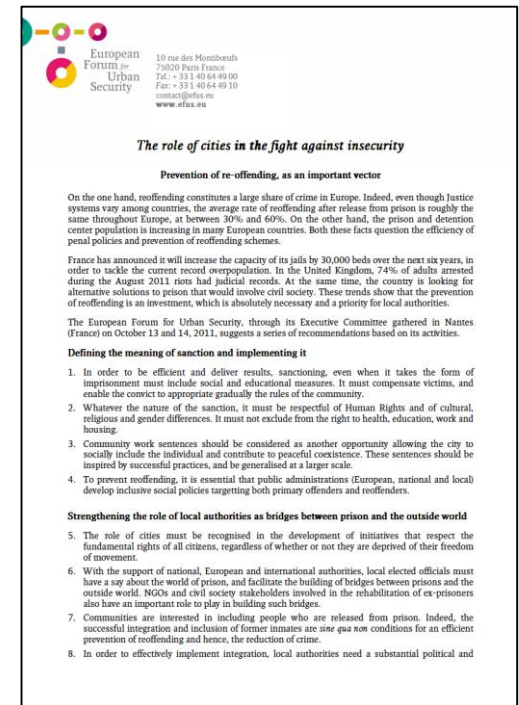 European
Forum for
Urban
Security
10 rue des Montibœufs
75020 Paris France
Tel.: + 33 1 40 64 49 00
Fax: + 33 1 40 64 49 10
contact@efus.eu
www.efus.eu
The role of cities in the fight against insecurity
Prevention of re-offending, as an important vector
On the one hand, reoffending constitutes a large share of crime in Europe. Indeed, even though Justice
systems vary among countries, the average rate of reoffending after release from prison is roughly the
same throughout Europe, at between 30% and 60%. On the other hand, the prison and detention
center population is increasing in many European countries. Both these facts question the efficiency of
penal policies and prevention of reoffending schemes.
France has announced it will increase the capacity of its jails by 30,000 beds over the next six years, in
order to tackle the current record overpopulation. In the United Kingdom, 74% of adults arrested
during the August 2011 riots had judicial records. At the same time, the country is looking for
alternative solutions to prison that would involve civil society. These trends show that the prevention
of reoffending is an investment, which is absolutely necessary and a priority for local authorities.
The European Forum for Urban Security, through its Executive Committee gathered in Nantes
(France) on October 13 and 14, 2011, suggests a series of recommendations based on its activities.
Defining the meaning of sanction and implementing it
1. In order to be efficient and deliver results, sanctioning, even when it takes the form of
imprisonment must include social and educational measures. It must compensate victims, and
enable the convict to appropriate gradually the rules of the community.
2. Whatever the nature of the sanction, it must be respectful of Human Rights and of cultural,
religious and gender differences. It must not exclude from the right to health, education, work and
housing.
3. Community work sentences should be considered as another opportunity allowing the city to
socially include the individual and contribute to peaceful coexistence. These sentences should be
inspired by successful practices, and be generalised at a larger scale.
4. To prevent reoffending, it is essential that public administrations (European, national and local)
develop inclusive social policies targetting both primary offenders and reoffenders.
Strengthening the role of local authorities as bridges between prison and the outside world
5. The role of cities must be recognised in the development of initiatives that respect the
fundamental rights of all citizens, regardless of whether or not they are deprived of their freedom
of movement.
6. With the support of national, European and international authorities, local elected officials must
have a say about the world of prison, and facilitate the building of bridges between prisons and the
outside world. NGOs and civil society stakeholders involved in the rehabilitation of ex-prisoners
also have an important role to play in building such bridges.
7. Communities are interested in including people who are released from prison. Indeed, the
successful integration and inclusion of former inmates are sine qua non conditions for an efficient
prevention of reoffending and hence, the reduction of crime.
8. In order to effectively implement integration, local authorities need a substantial political and